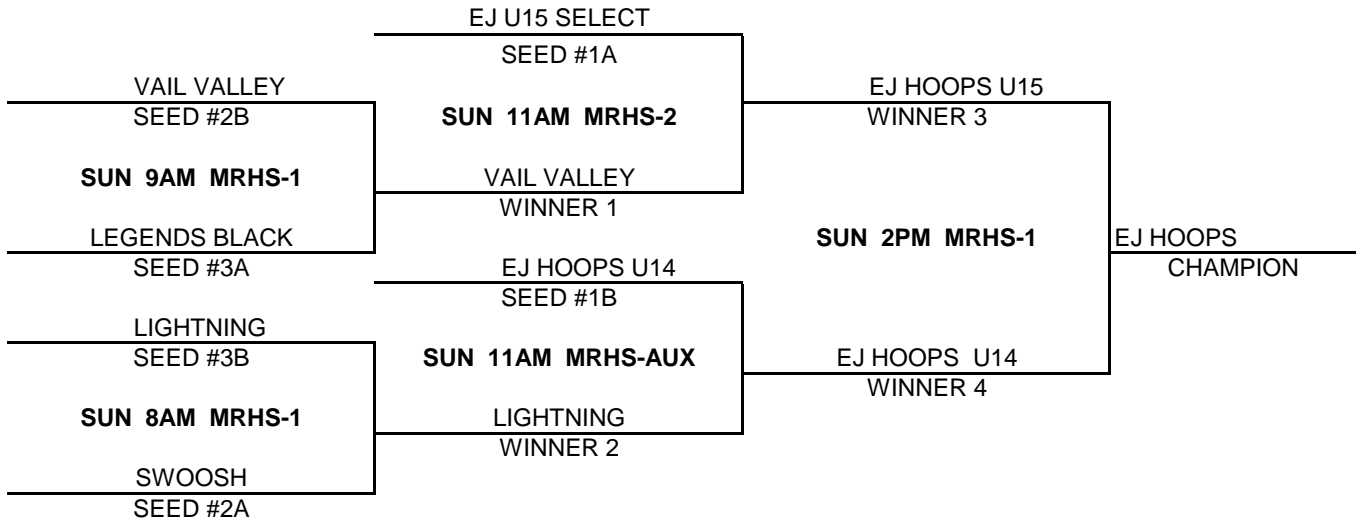 EJ U15 SELECT
SEED #1A
VAIL VALLEY
SEED #2B
SUN 11AM MRHS-2
EJ HOOPS U15
WINNER 3
SUN 9AM MRHS-1
VAIL VALLEY
WINNER 1
LEGENDS BLACK
SEED #3A
SUN 2PM MRHS-1
EJ HOOPS
CHAMPION
EJ HOOPS U14
SEED #1B
LIGHTNING
SEED #3B
SUN 11AM MRHS-AUX
EJ HOOPS U14
WINNER 4
SUN 8AM MRHS-1
LIGHTNING
WINNER 2
SWOOSH
SEED #2A